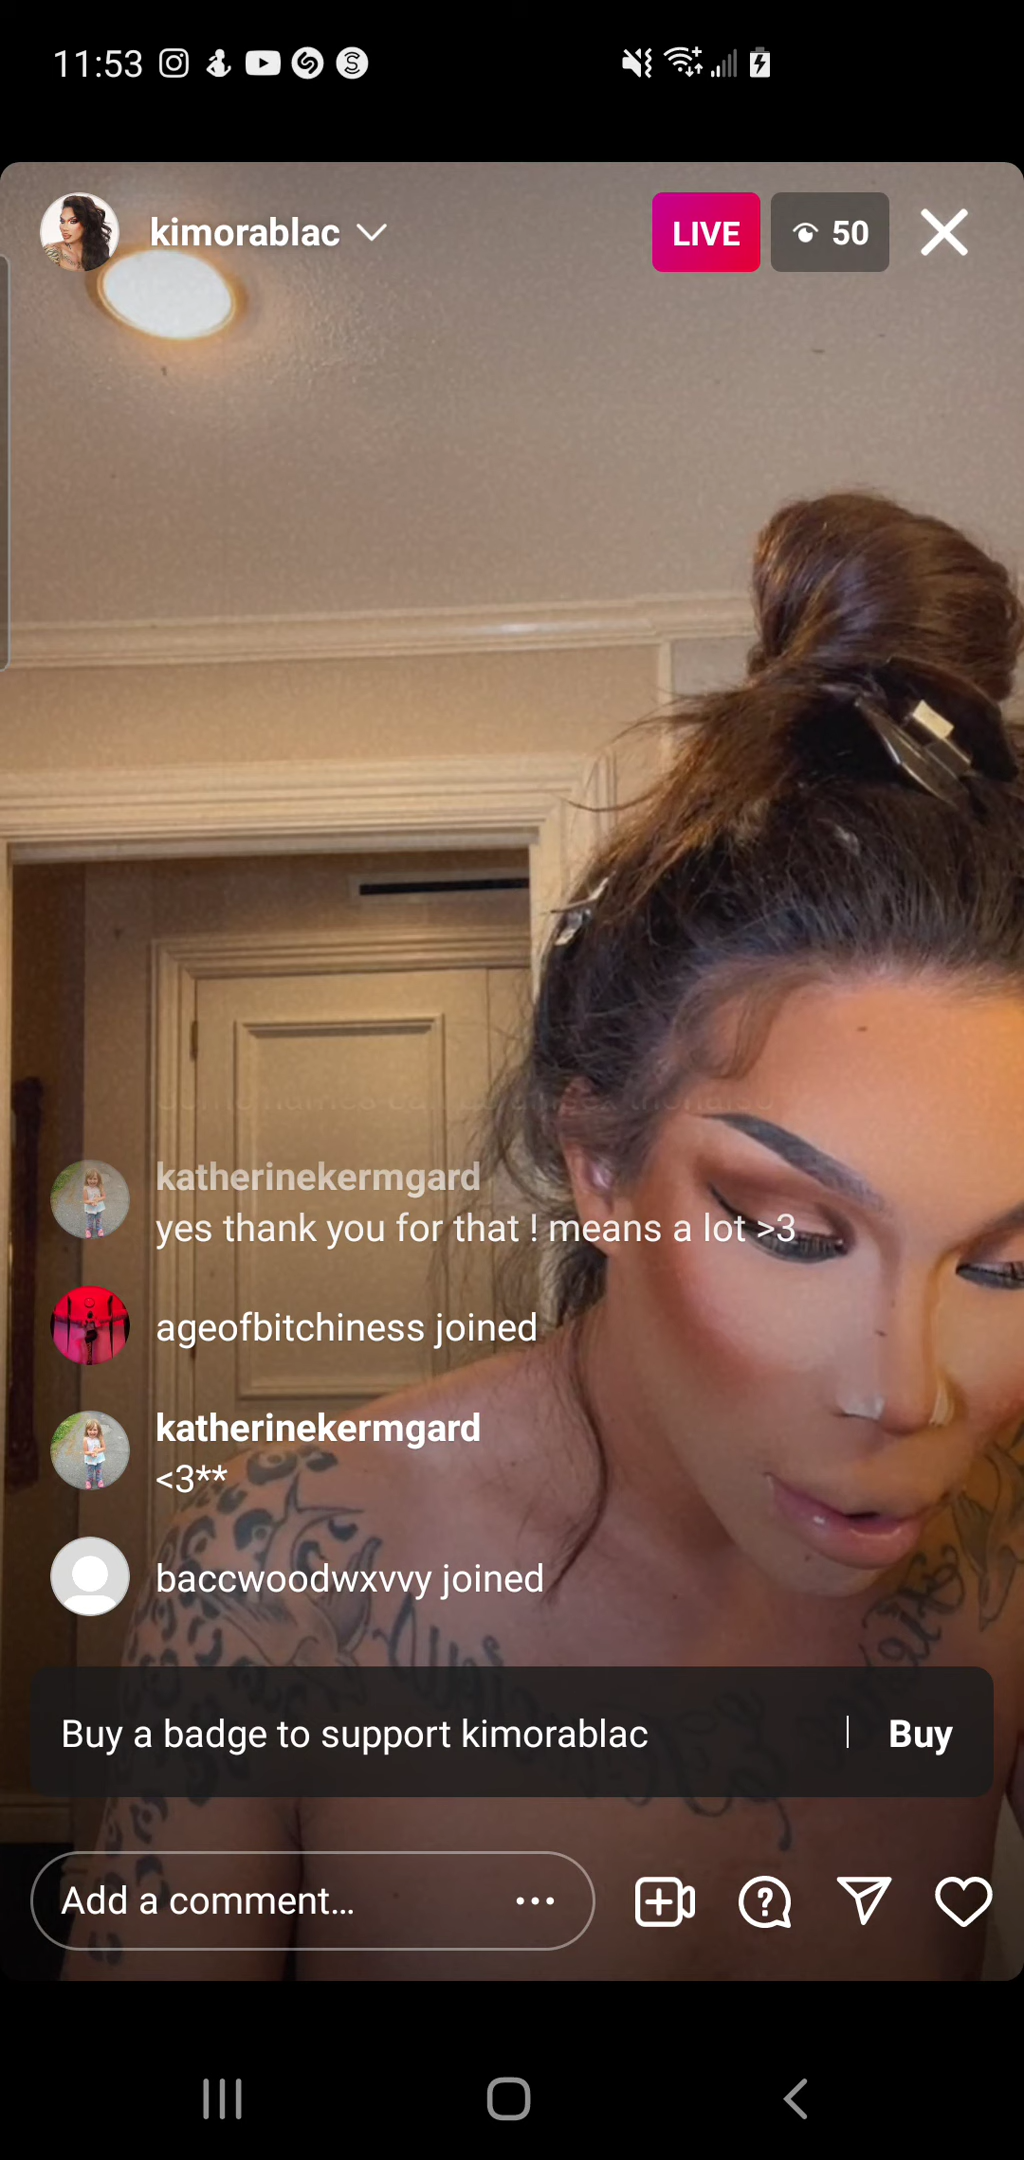 11:53
kimorablac
LIVE
50
katherinekermgard
yes thank you for that ! means a lot >3
ageofbitchiness joined
katherinekermgard
<3**
baccwoodwxvvy joined
Buy a badge to support kimorablac | Buy
Add a comment...